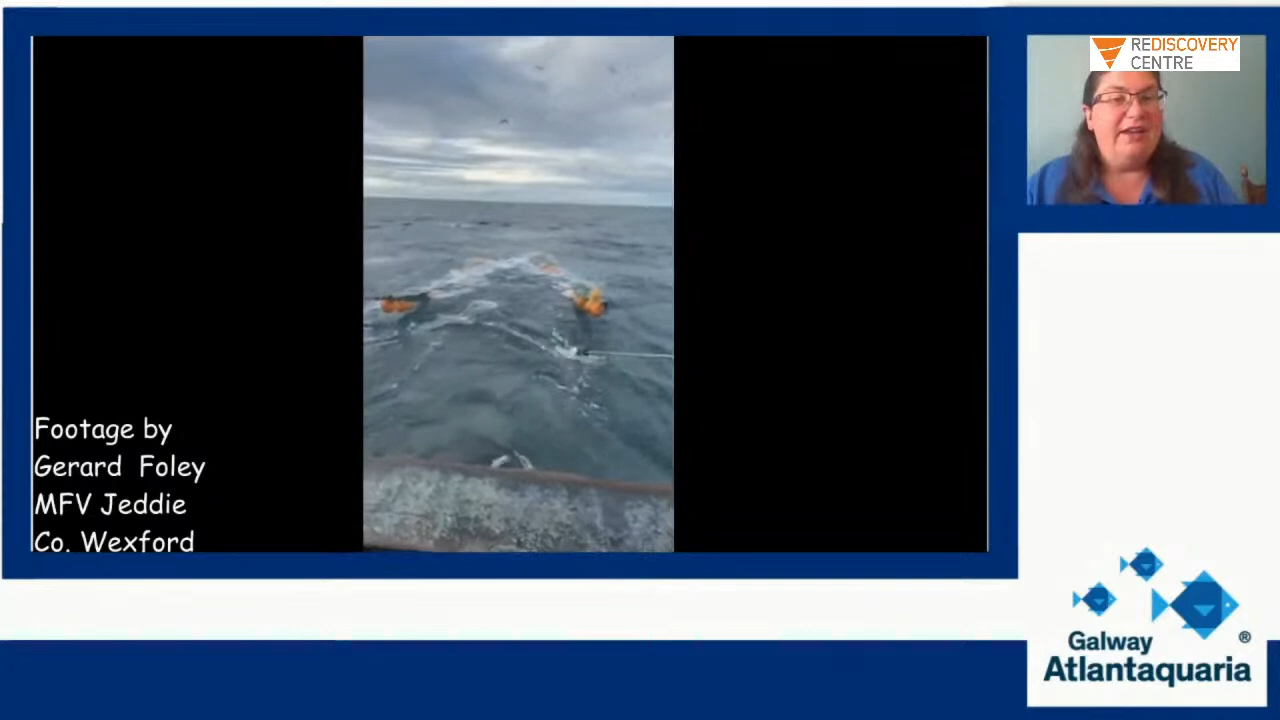 REDISCOVERY
CENTRE
Footage by
Gerard Foley
MFV Jeddie
Co. Wexford
Galway ®
Atlantaquaria